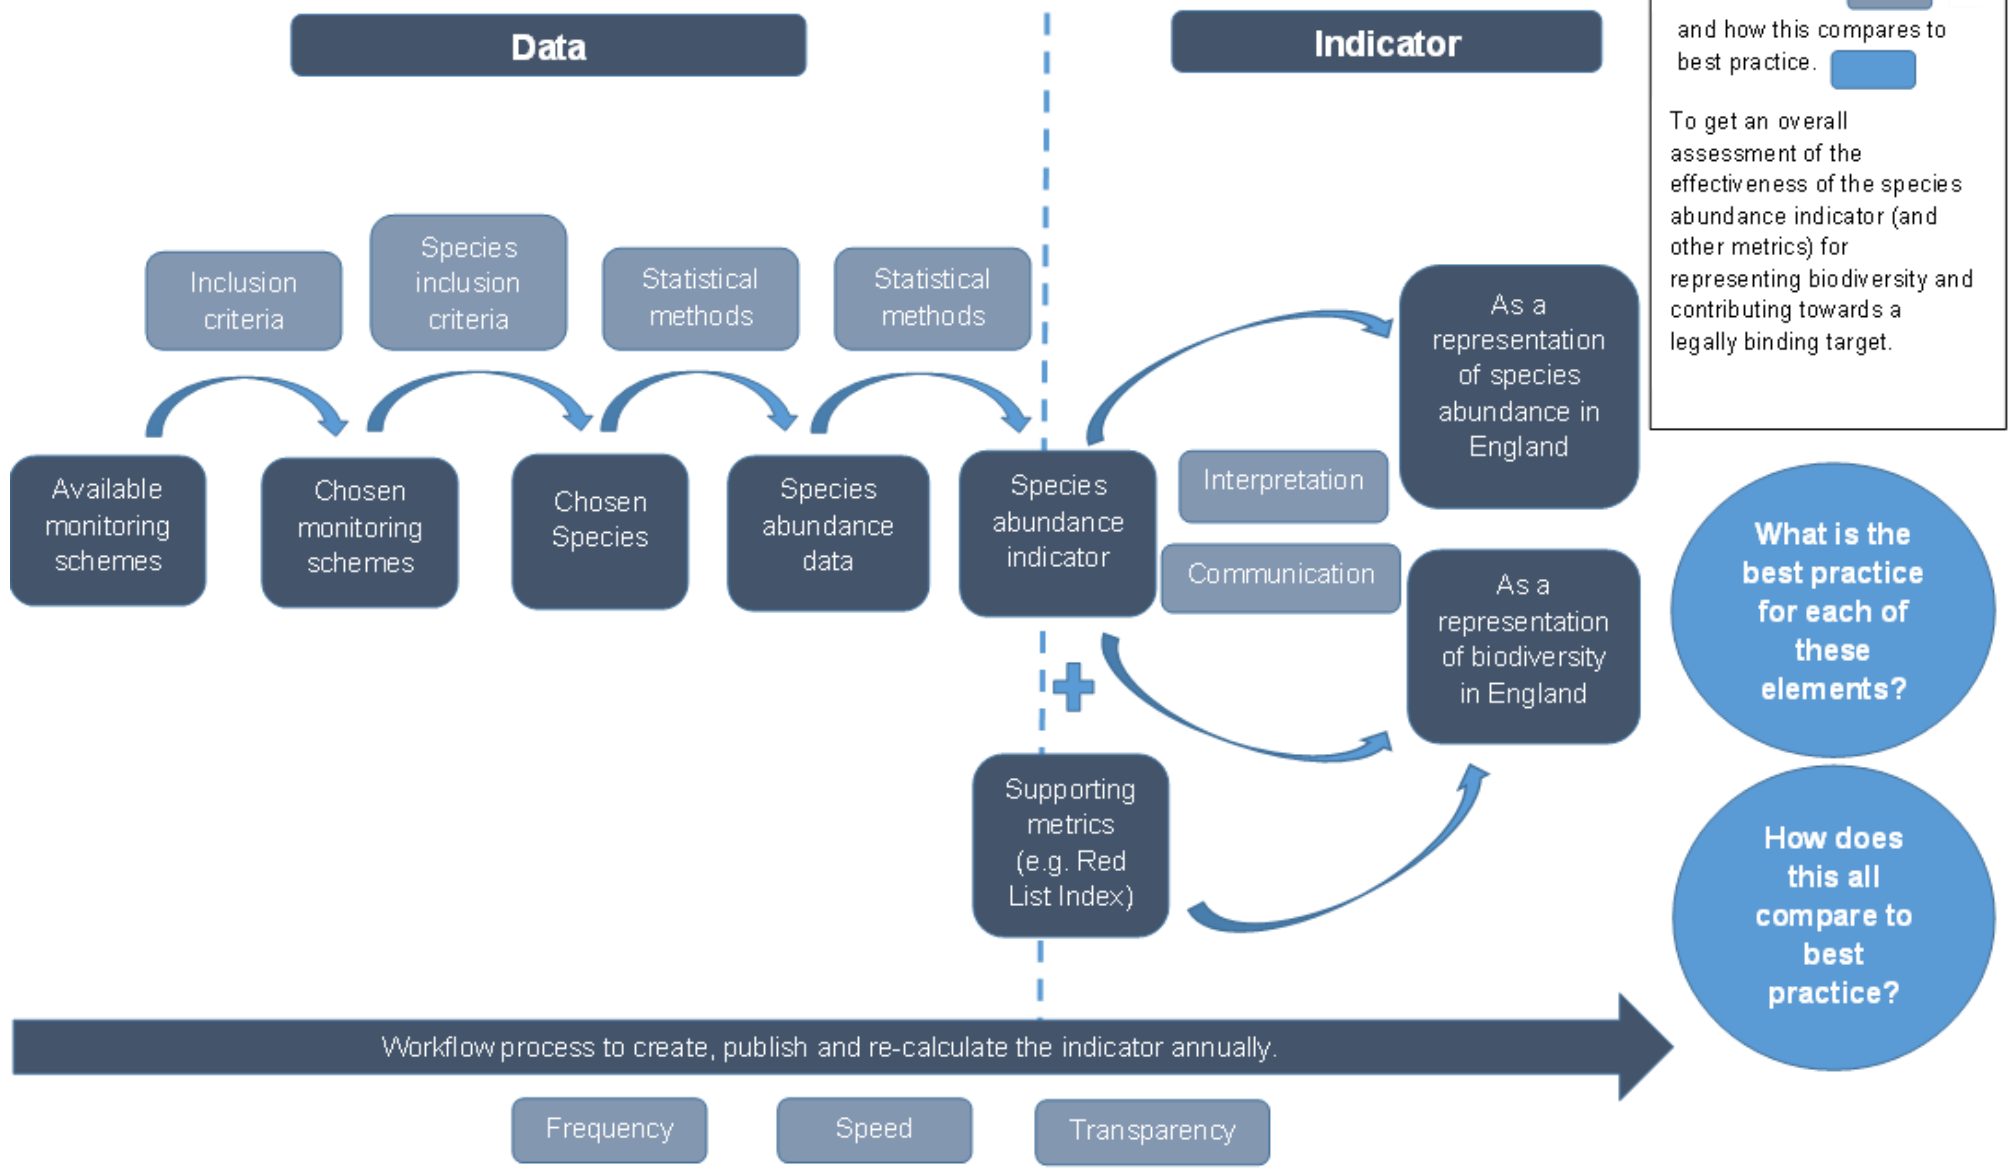 Data
Indicator
and how this compares to
best practice.
To get an overall
assessment of the
effectiveness of the species
abundance indicator (and
other metrics) for
representing biodiversity and
contributing towards a
legally binding target.
Inclusion
criteria
Species
inclusion
criteria
Statistical
methods
Statistical
methods
Available
monitoring
schemes
Chosen
monitoring
schemes
Chosen
Species
Species
abundance
data
Species
abundance
indicator
Interpretation
Communication
As a
representation
of species
abundance in
England
As a
representation
of biodiversity
in England
Supporting
metrics
(e.g. Red
List Index)
What is the
best practice
for each of
these
elements?
How does
this all
compare to
best
practice?
Workflow process to create, publish and re-calculate the indicator annually.
Frequency
Speed
Transparency